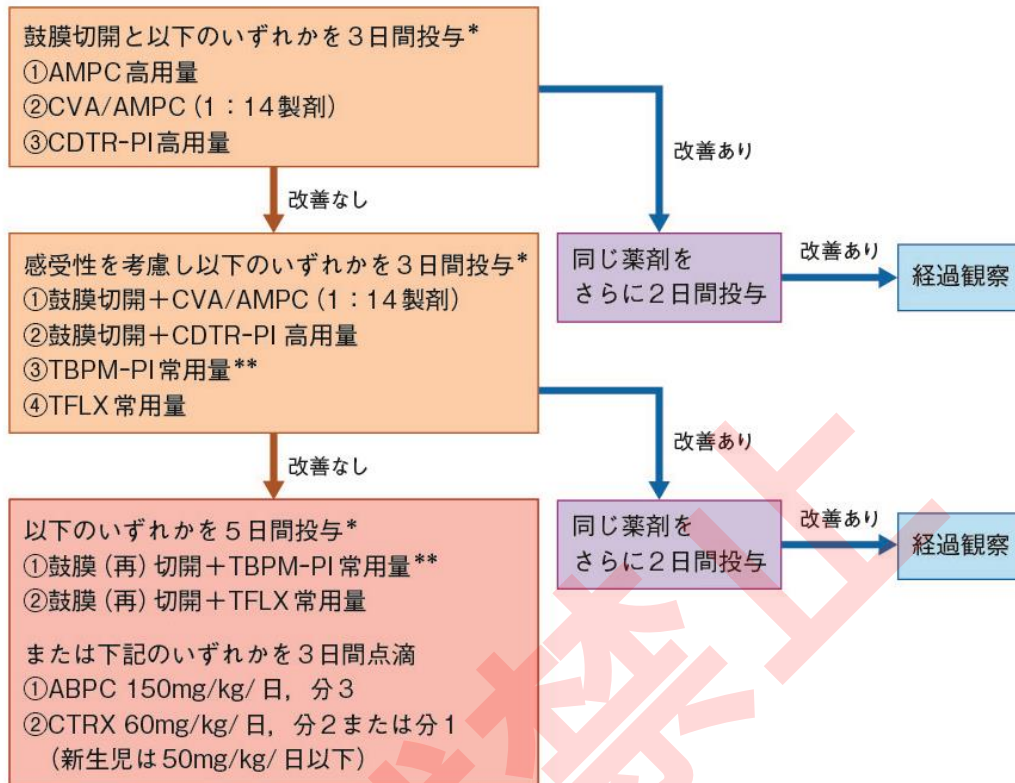 鼓膜切開と以下のいずれかを3日間投与*
①AMPC高用量
②CVA/AMPC(1：14製剤)
③CDTR-PI高用量
改善あり
改善なし
感受性を考慮し以下のいずれかを3日間投与*
①鼓膜切開＋CVA/AMPC(1：14製剤)
②鼓膜切開＋CDTR-PI 高用量
③TBPM-PI常用量**
④TFLX 常用量
同じ薬剤を
さらに2日間投与
改善あり
経過観察
改善あり
改善なし
以下のいずれかを5日間投与*
①鼓膜(再)切開＋TBPM-PI常用量**
②鼓膜(再)切開＋TFLX 常用量
または下記のいずれかを3日間点滴
①ABPC 150mg/kg/日，分3
②CTRX 60mg/kg/日，分2または分1
(新生児は50mg/kg/日以下)
同じ薬剤を
さらに2日間投与
改善あり
経過観察
禁止